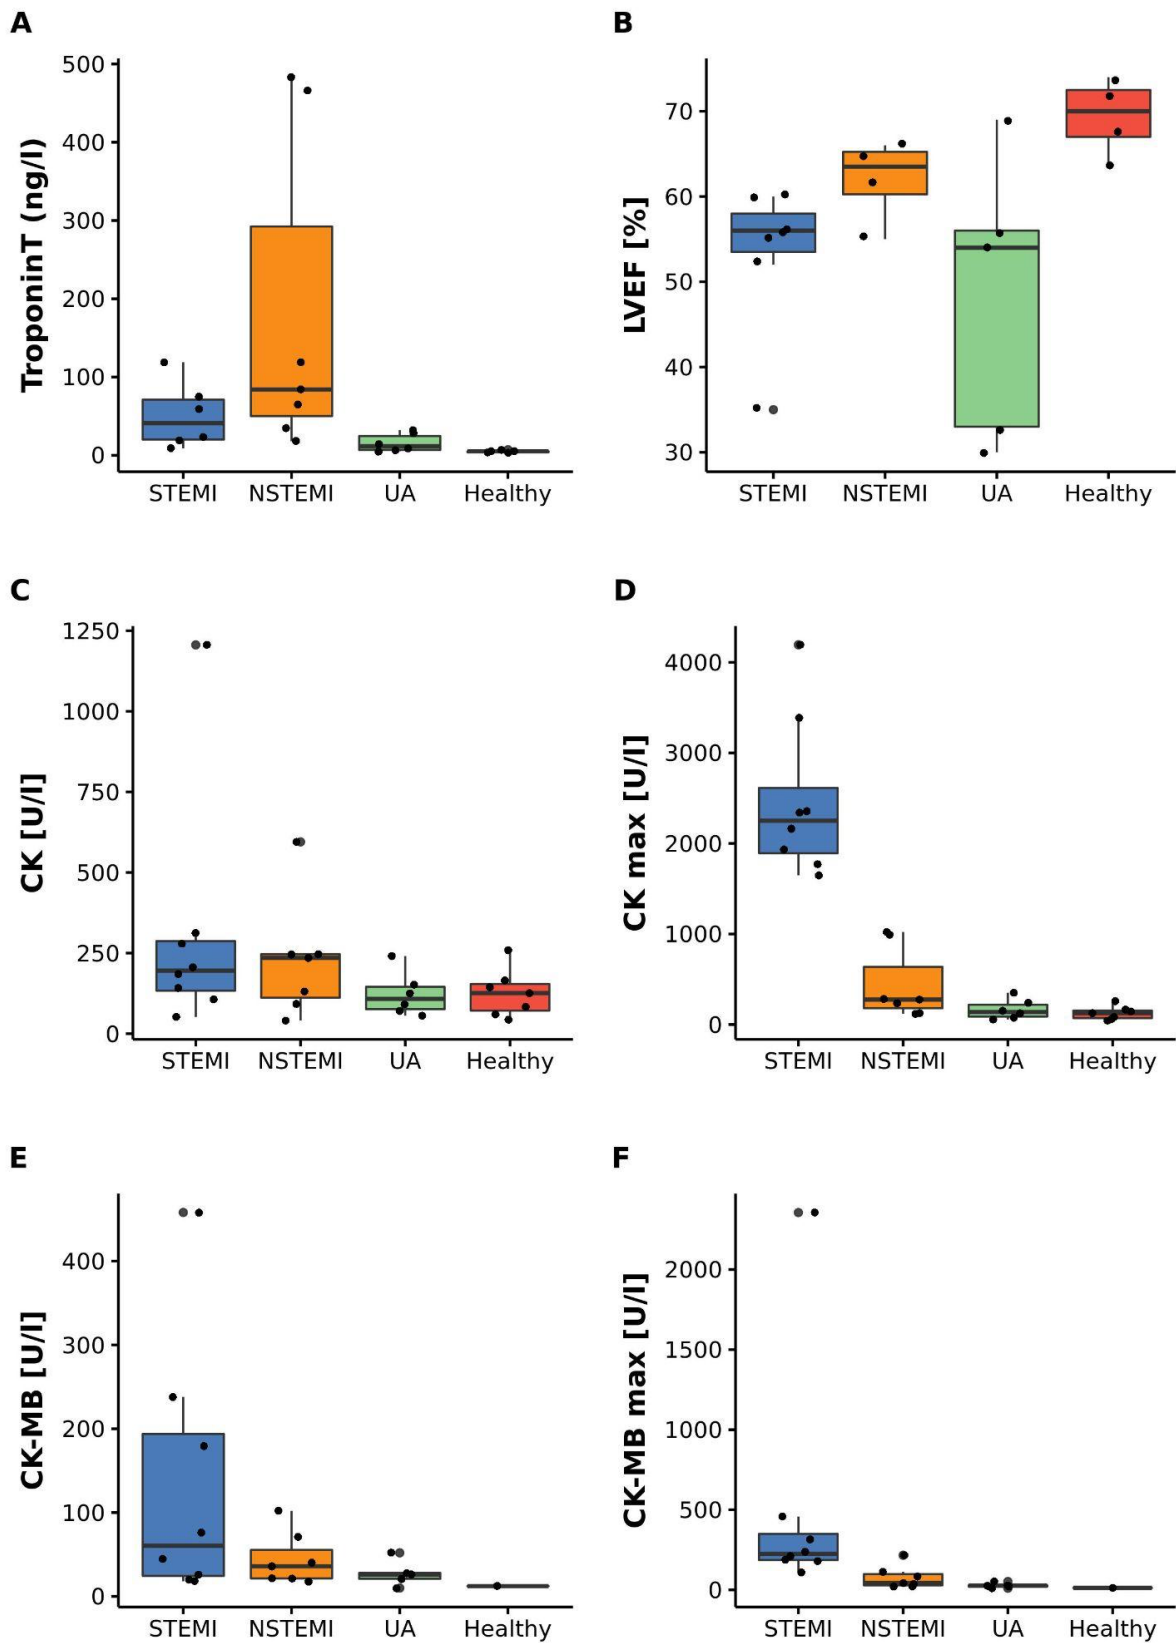 A
TroponinT (ng/l)
500
400
300
200
100
0
STEMI NSTEMI UA Healthy
B
LVEF [%]
70
60
50
40
30
STEMI NSTEMI UA Healthy
C
CK [U/l]
1250
1000
750
500
250
0
STEMI NSTEMI UA Healthy
D
CK max [U/l]
4000
3000
2000
1000
0
STEMI NSTEMI UA Healthy
E
CK-MB [U/l]
400
300
200
100
0
STEMI NSTEMI UA Healthy
F
CK-MB max [U/l]
2000
1500
1000
500
0
STEMI NSTEMI UA Healthy